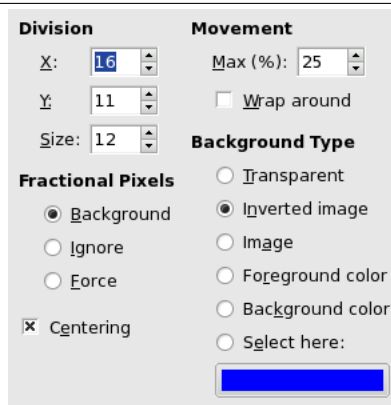 Division
X: 16
Y: 11
Size: 12
Fractional Pixels
Background
Ignore
Force
Centering
Movement
Max (%): 25
Wrap around
Background Type
Transparent
Inverted image
Image
Foreground color
Background color
Select here: